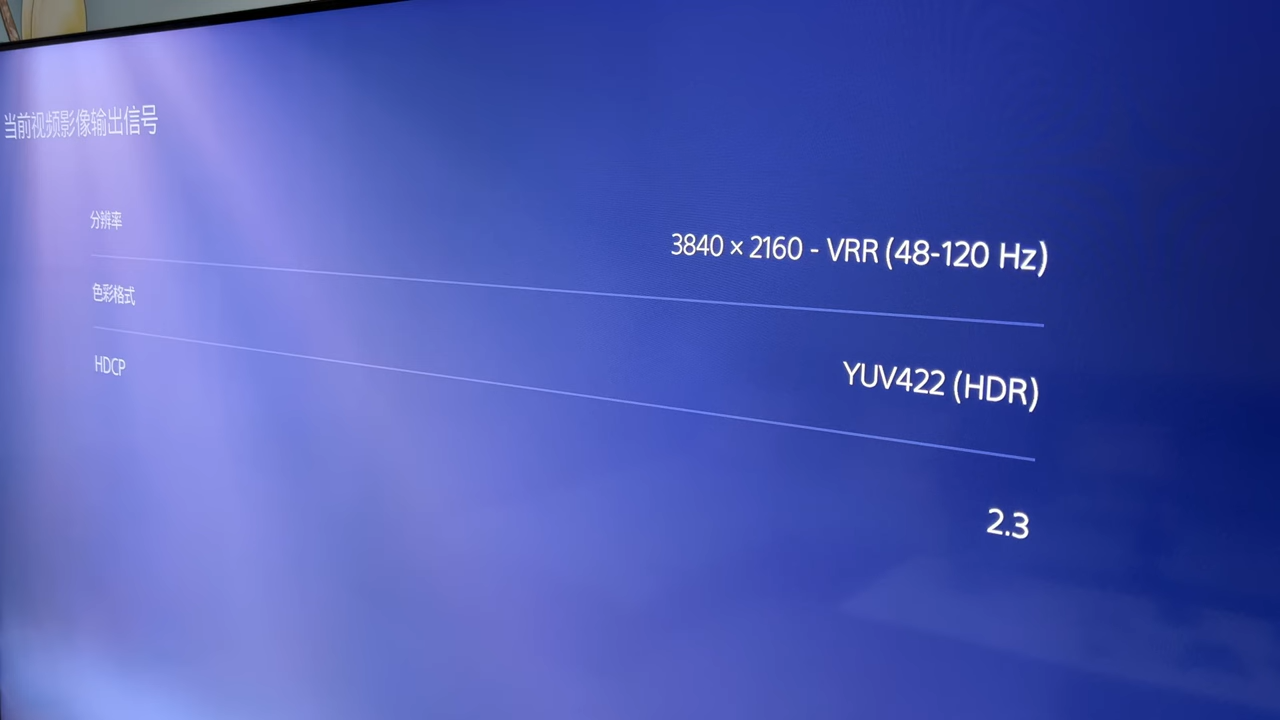 当前视频影像输出信号
分辨率
3840 × 2160 - VRR (48-120 Hz)
色彩格式
YUV422 (HDR)
HDCP
2.3